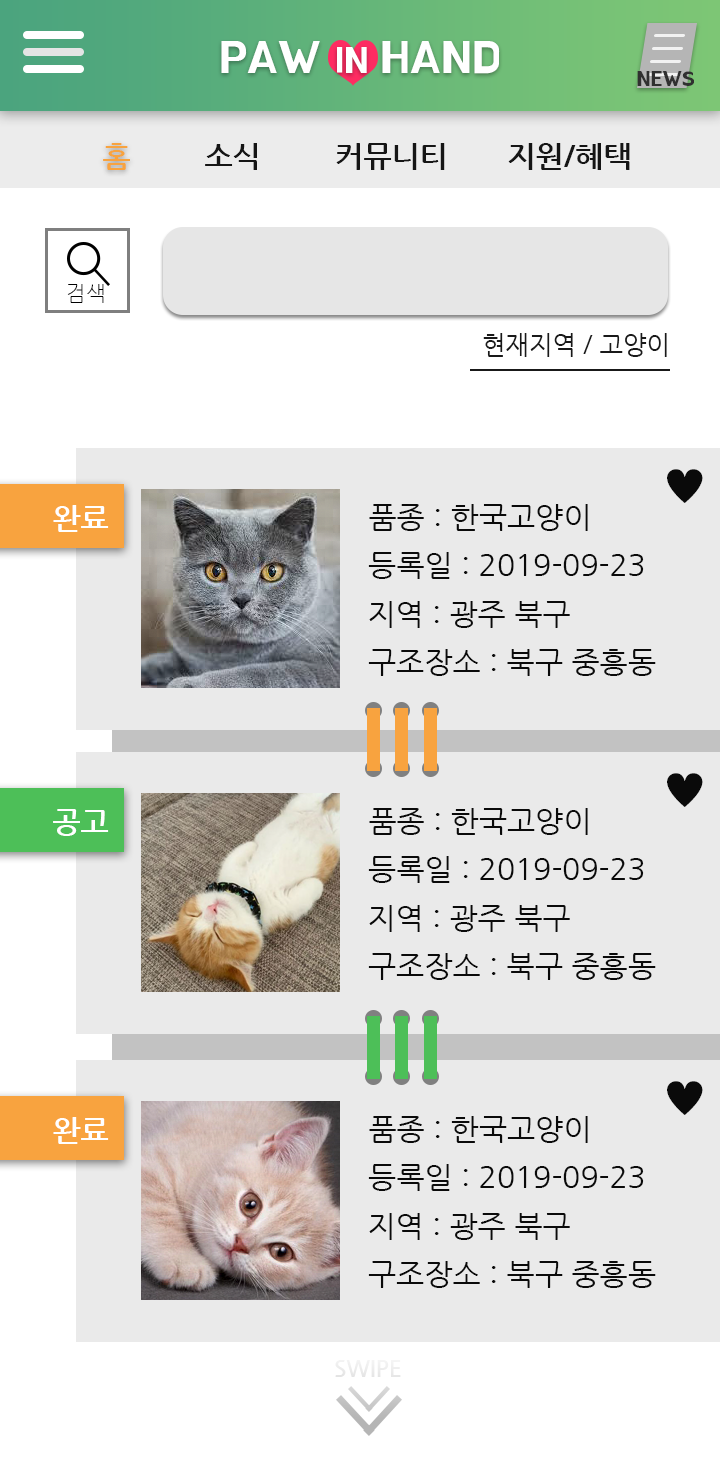 PAW IN HAND
NEWS
홈 소식 커뮤니티 지원/혜택
검색
현재지역 / 고양이
완료
품종 : 한국고양이
등록일 : 2019-09-23
지역 : 광주 북구
구조장소 : 북구 중흥동
공고
품종 : 한국고양이
등록일 : 2019-09-23
지역 : 광주 북구
구조장소 : 북구 중흥동
완료
품종 : 한국고양이
등록일 : 2019-09-23
지역 : 광주 북구
구조장소 : 북구 중흥동
SWIPE